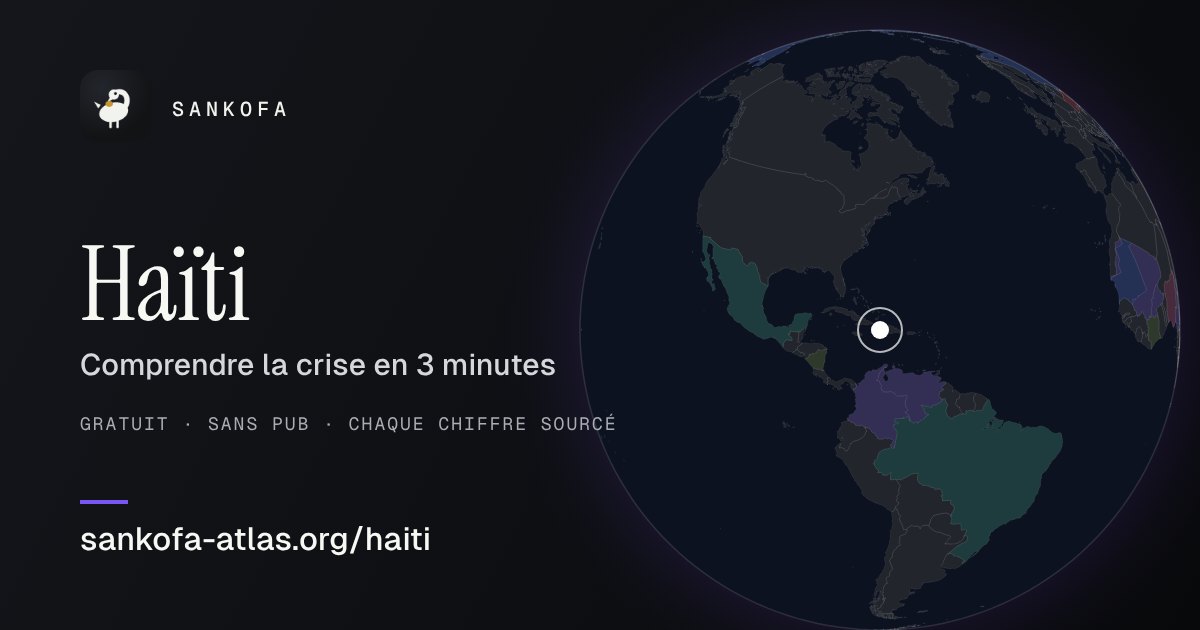 SANKOFA
Haïti
Comprendre la crise en 3 minutes
GRATUIT · SANS PUB · CHAQUE CHIFFRE SOURCÉ
sankofa-atlas.org/haiti